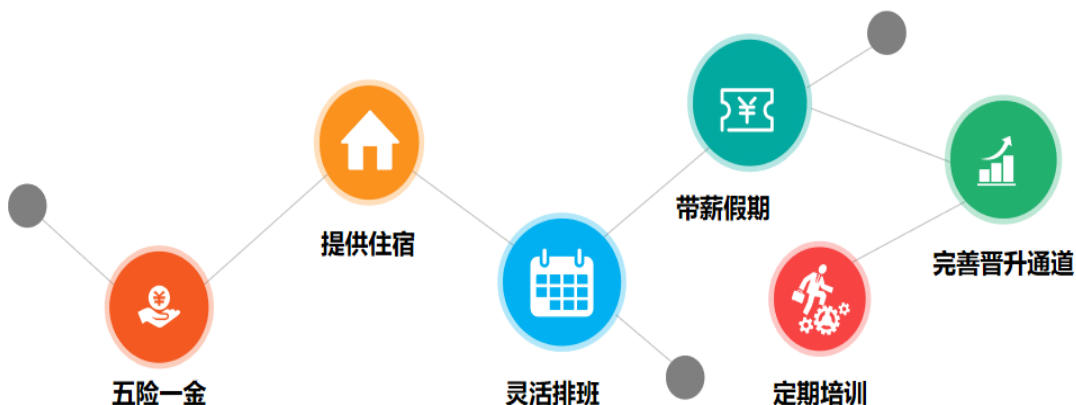 五险一金
提供住宿
灵活排班
带薪假期
定期培训
完善晋升通道